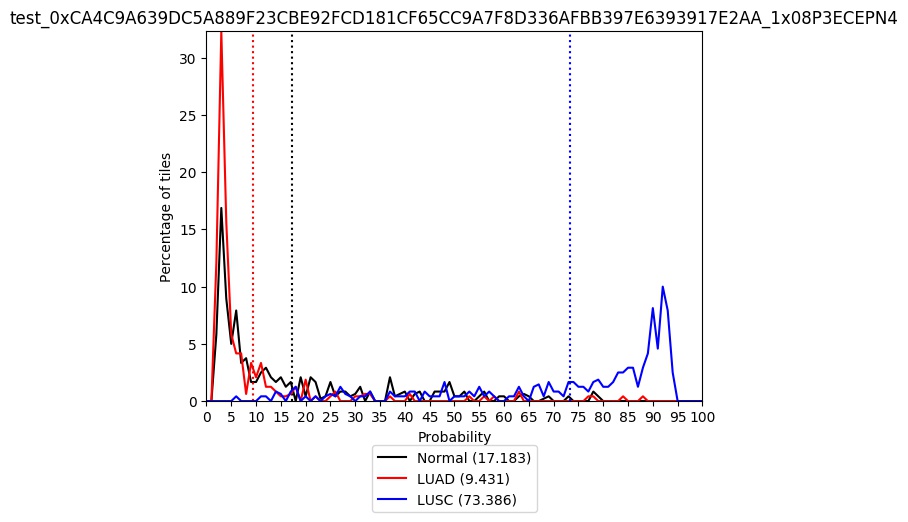 test_0xCA4C9A639DC5A889F23CBE92FCD181CF65CC9A7F8D336AFBB397E6393917E2AA_1x08P3ECEPN4
30
25
20
15
10
5
0
Percentage of tiles
0 5 10 15 20 25 30 35 40 45 50 55 60 65 70 75 80 85 90 95 100
Probability
Normal (17.183)
LUAD (9.431)
LUSC (73.386)